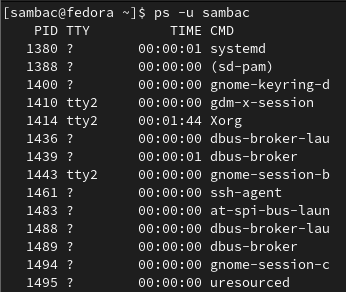 [sambac@fedora ~]$ ps -u sambac
PID TTY TIME CMD
1380 ? 00:00:01 systemd
1388 ? 00:00:00 (sd-pam)
1400 ? 00:00:00 gnome-keyring-d
1410 tty2 00:00:00 gdm-x-session
1414 tty2 00:01:44 Xorg
1436 ? 00:00:00 dbus-broker-lau
1439 ? 00:00:01 dbus-broker
1443 tty2 00:00:00 gnome-session-b
1461 ? 00:00:00 ssh-agent
1483 ? 00:00:00 at-spi-bus-laun
1488 ? 00:00:00 dbus-broker-lau
1489 ? 00:00:00 dbus-broker
1494 ? 00:00:00 gnome-session-c
1495 ? 00:00:00 uresourced